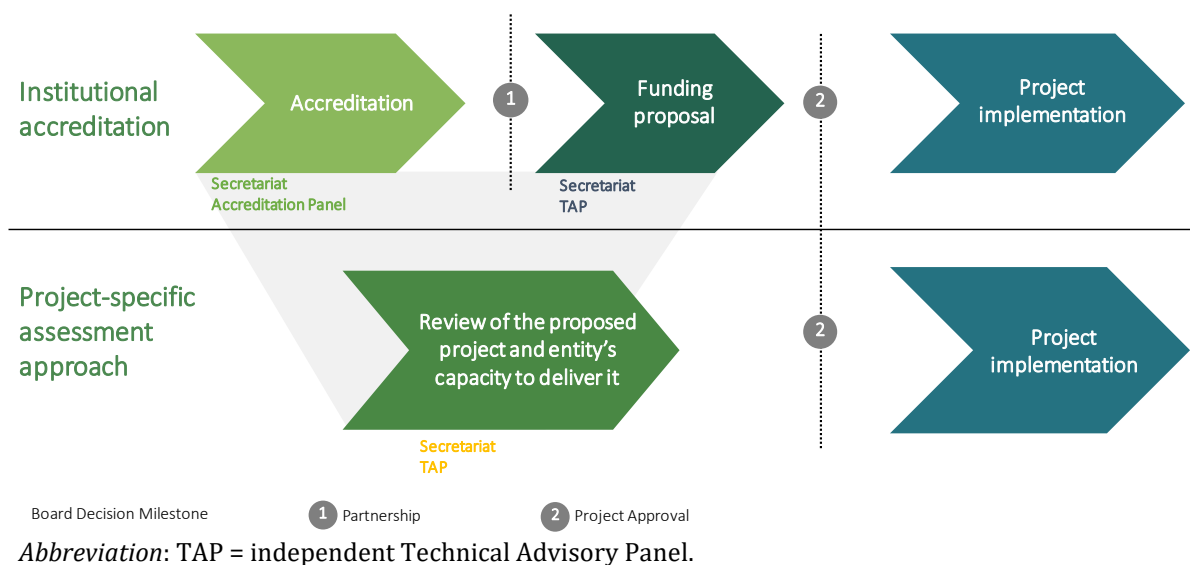 Institutional
accreditation
Accreditation
Secretariat
Accreditation Panel
1
Funding
proposal
Secretariat
TAP
2
Project
implementation
Project-specific
assessment
approach
Review of the proposed
project and entity's
capacity to deliver it
Secretariat
TAP
2
Project
implementation
Board Decision Milestone
1 Partnership
2 Project Approval
Abbreviation: TAP = independent Technical Advisory Panel.